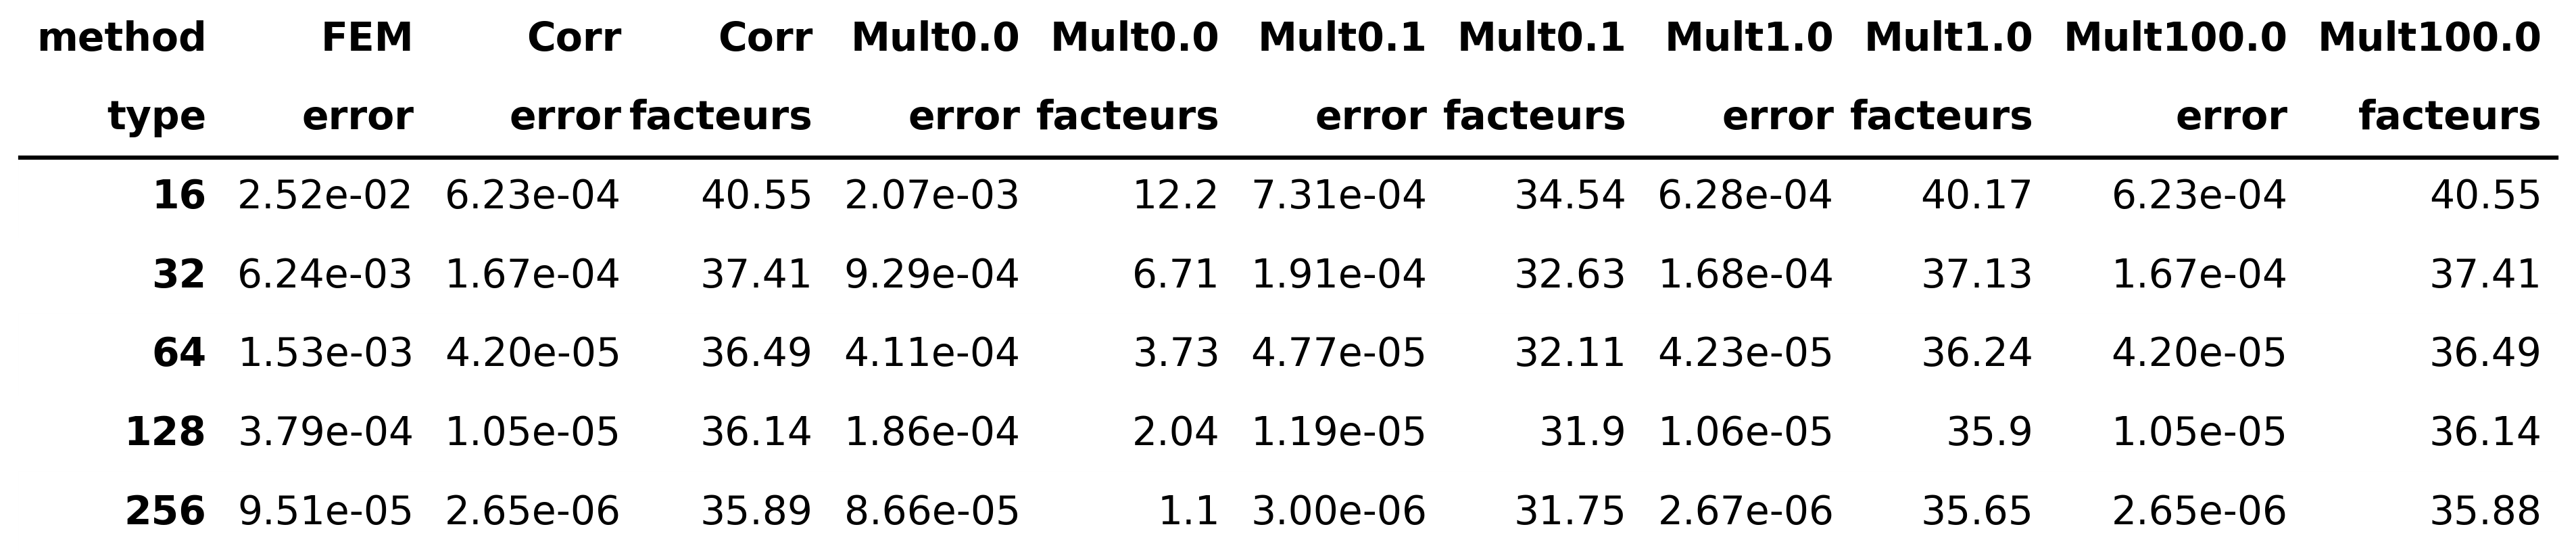 method FEM Corr Corr Mult0.0 Mult0.0 Mult0.1 Mult0.1 Mult1.0 Mult1.0 Mult100.0 Mult100.0
type error error facteurs error facteurs error facteurs error facteurs error facteurs
16 2.52e-02 6.23e-04 40.55 2.07e-03 12.2 7.31e-04 34.54 6.28e-04 40.17 6.23e-04 40.55
32 6.24e-03 1.67e-04 37.41 9.29e-04 6.71 1.91e-04 32.63 1.68e-04 37.13 1.67e-04 37.41
64 1.53e-03 4.20e-05 36.49 4.11e-04 3.73 4.77e-05 32.11 4.23e-05 36.24 4.20e-05 36.49
128 3.79e-04 1.05e-05 36.14 1.86e-04 2.04 1.19e-05 31.9 1.06e-05 35.9 1.05e-05 36.14
256 9.51e-05 2.65e-06 35.89 8.66e-05 1.1 3.00e-06 31.75 2.67e-06 35.65 2.65e-06 35.88